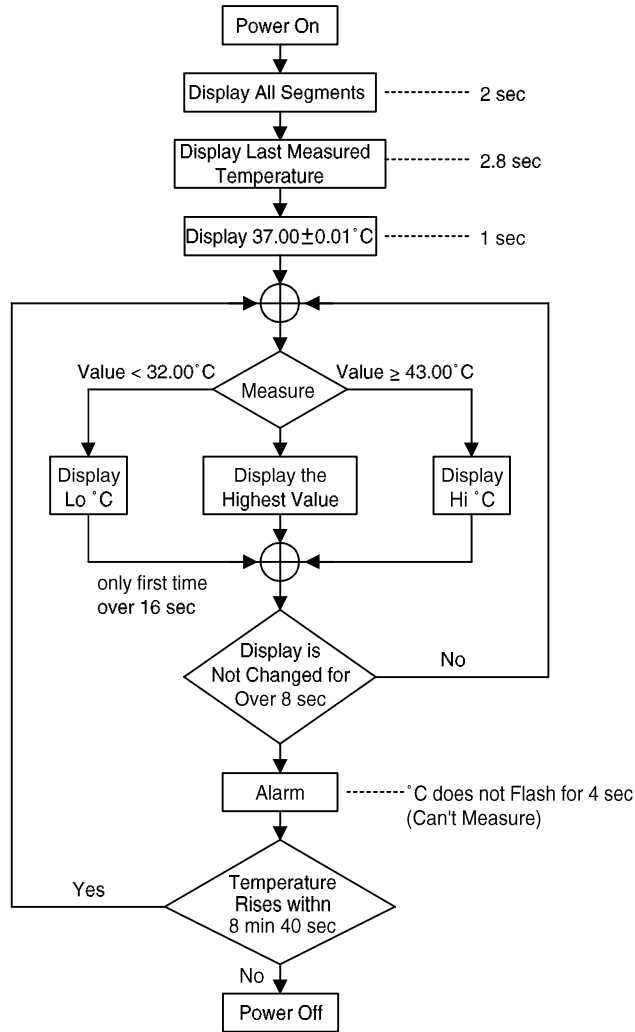 Power On
Display All Segments
2 sec
Display Last Measured
Temperature
2.8 sec
Display 37.00±0.01˚C
1 sec
Value < 32.00˚C
Value ≥ 43.00˚C
Measure
Display
Lo ˚C
Display the
Highest Value
Display
Hi ˚C
only first time
over 16 sec
Display is
Not Changed for
Over 8 sec
No
Alarm
˚C does not Flash for 4 sec
(Can't Measure)
Yes
Temperature
Rises withn
8 min 40 sec
No
Power Off